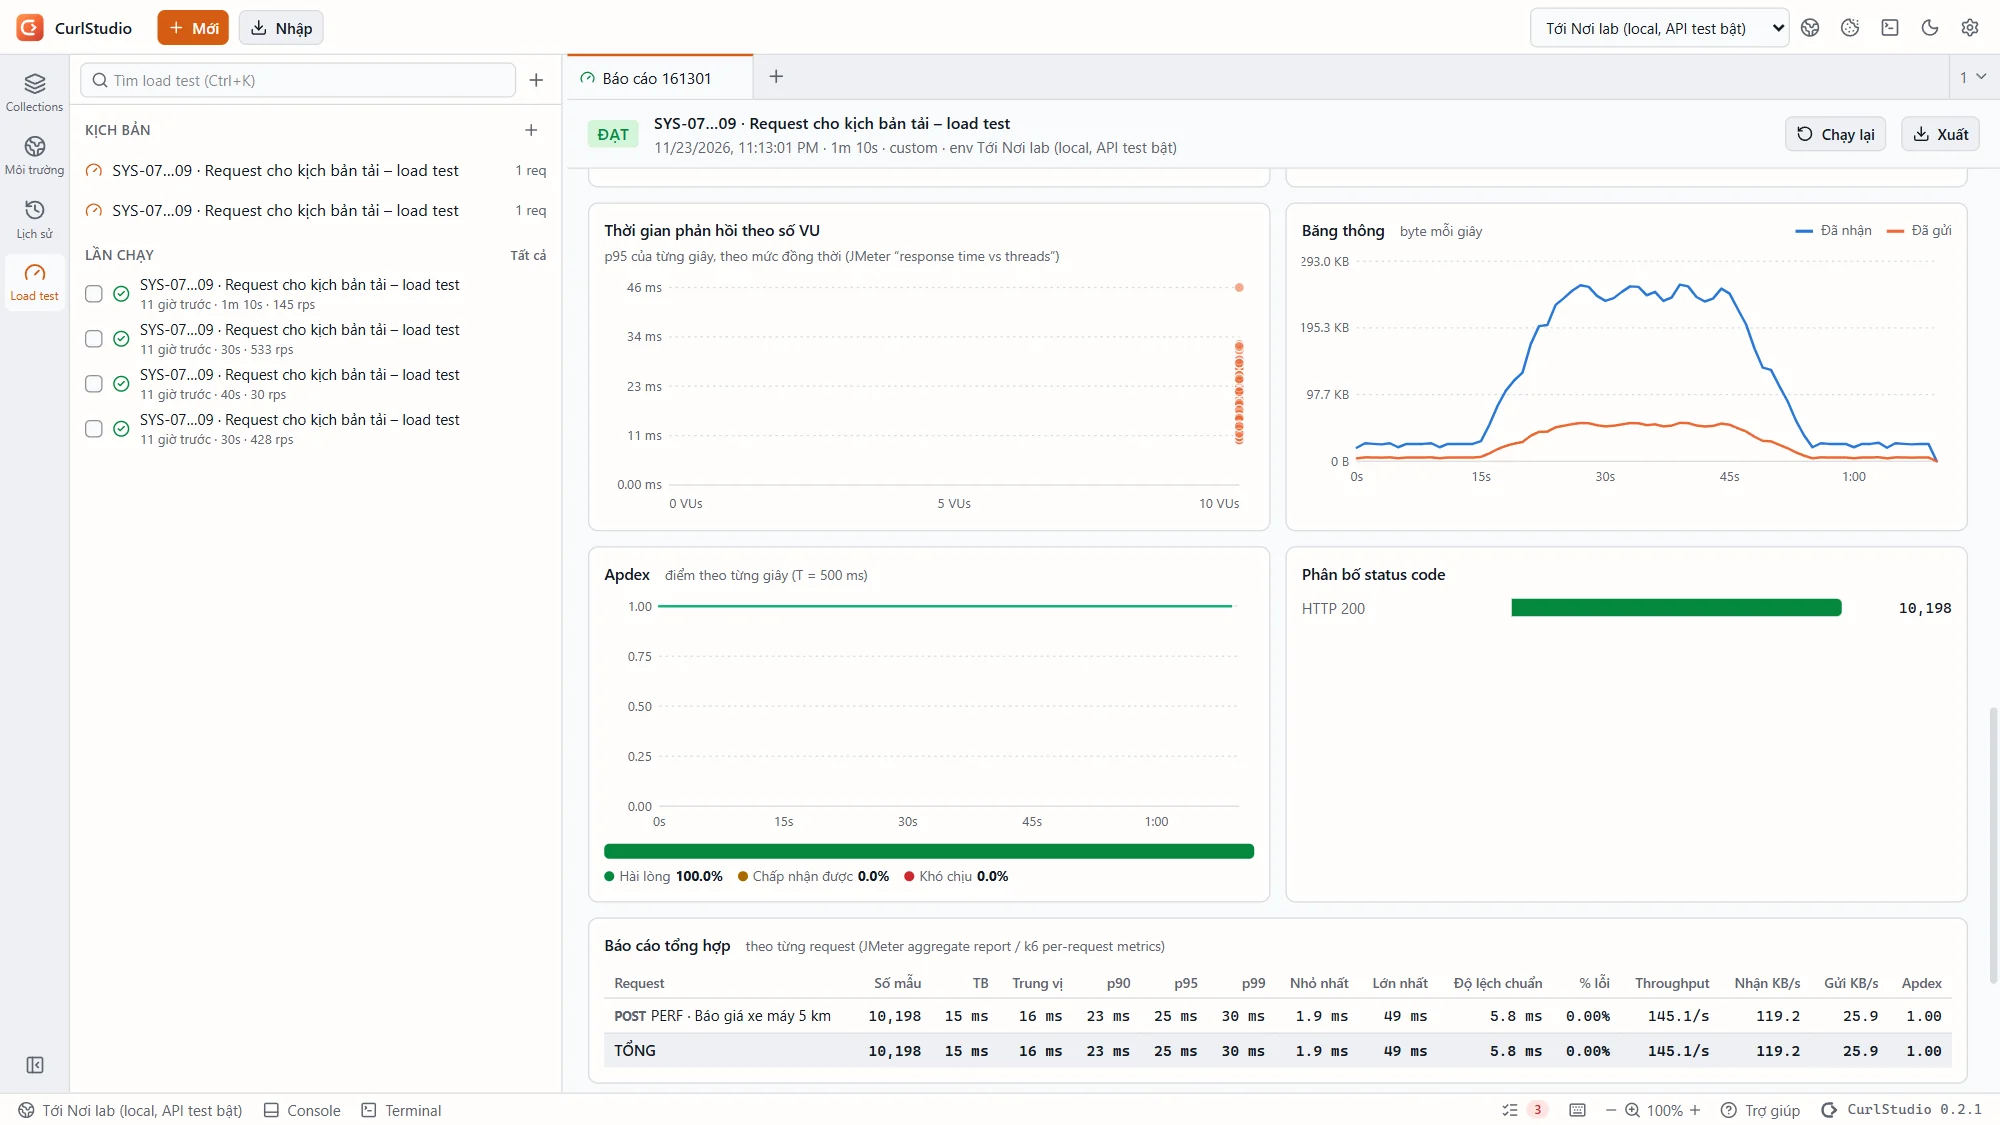 CurlStudio
Mới
Nhập
Tới Nơi lab (local, API test bật)
Collections
Môi trường
Lịch sử
Load test
Tìm load test (Ctrl+K)
KỊCH BẢN
SYS-07...09 · Request cho kịch bản tải – load test 1 req
SYS-07...09 · Request cho kịch bản tải – load test 1 req
LẦN CHẠY Tất cả
SYS-07...09 · Request cho kịch bản tải – load test
11 giờ trước · 1m 10s · 145 rps
SYS-07...09 · Request cho kịch bản tải – load test
11 giờ trước · 30s · 533 rps
SYS-07...09 · Request cho kịch bản tải – load test
11 giờ trước · 40s · 30 rps
SYS-07...09 · Request cho kịch bản tải – load test
11 giờ trước · 30s · 428 rps
Báo cáo 161301
1
ĐẠT
SYS-07...09 · Request cho kịch bản tải – load test
11/23/2026, 11:13:01 PM · 1m 10s · custom · env Tới Nơi lab (local, API test bật)
Chạy lại
Xuất
Thời gian phản hồi theo số VU
p95 của từng giây, theo mức đồng thời (JMeter “response time vs threads”)
46 ms
34 ms
23 ms
11 ms
0.00 ms
0 VUs 5 VUs 10 VUs
Băng thông byte mỗi giây
Đã nhận Đã gửi
293.0 KB
195.3 KB
97.7 KB
0 B
0s 15s 30s 45s 1:00
Apdex điểm theo từng giây (T = 500 ms)
1.00
0.75
0.50
0.25
0.00
0s 15s 30s 45s 1:00
Hài lòng 100.0% Chấp nhận được 0.0% Khó chịu 0.0%
Phân bố status code
HTTP 200 10,198
Báo cáo tổng hợp theo từng request (JMeter aggregate report / k6 per-request metrics)
Request Số mẫu TB Trung vị p90 p95 p99 Nhỏ nhất Lớn nhất Độ lệch chuẩn % lỗi Throughput Nhận KB/s Gửi KB/s Apdex
POST PERF · Báo giá xe máy 5 km 10,198 15 ms 16 ms 23 ms 25 ms 30 ms 1.9 ms 49 ms 5.8 ms 0.00% 145.1/s 119.2 25.9 1.00
TỔNG 10,198 15 ms 16 ms 23 ms 25 ms 30 ms 1.9 ms 49 ms 5.8 ms 0.00% 145.1/s 119.2 25.9 1.00
Tới Nơi lab (local, API test bật)
Console
Terminal
3
100%
Trợ giúp
CurlStudio 0.2.1